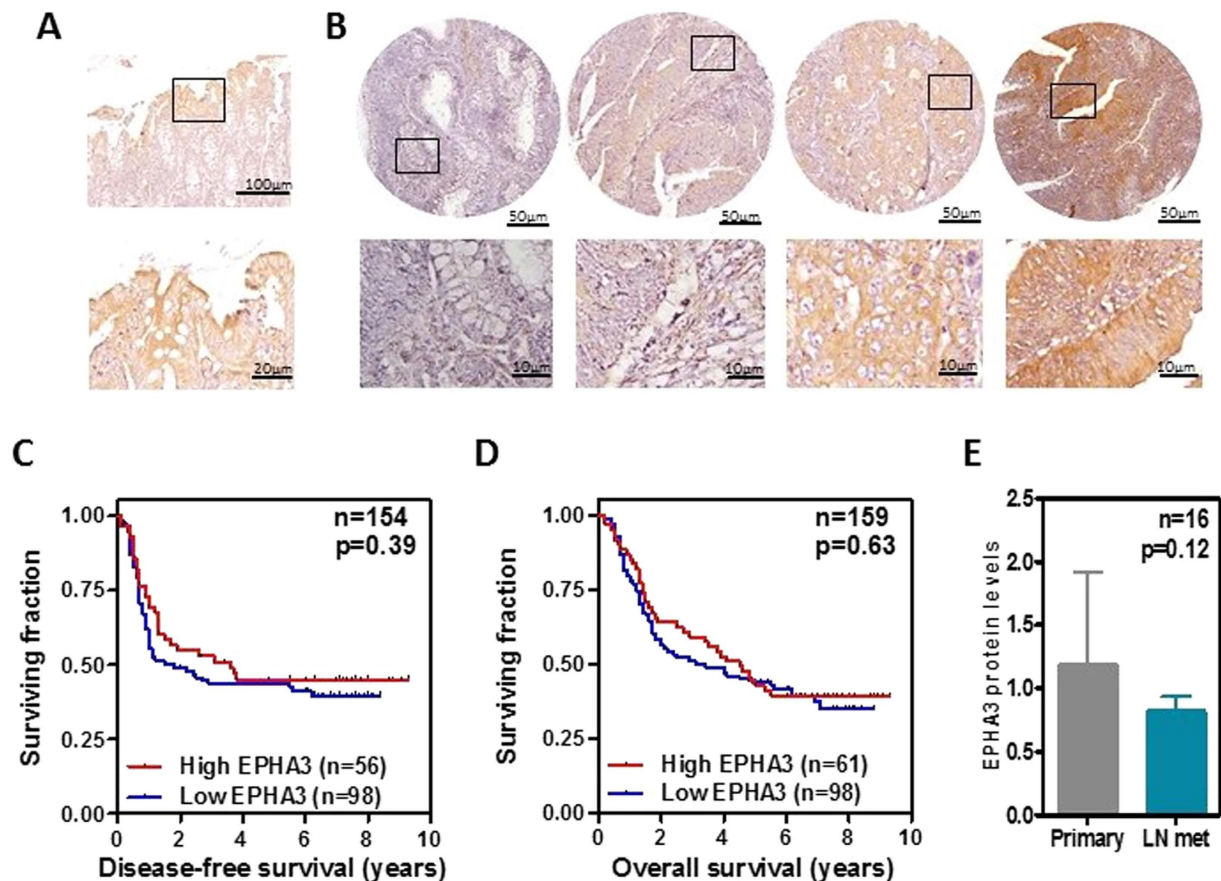 A
B
100µm
50µm
50µm
50µm
50µm
20µm
10µm
10µm
10µm
10µm
C
D
E
1.00
0.75
0.50
0.25
0.00
Surviving fraction
n=154
p=0.39
High EPHA3 (n=56)
Low EPHA3 (n=98)
0 2 4 6 8 10
Disease-free survival (years)
1.00
0.75
0.50
0.25
0.00
Surviving fraction
n=159
p=0.63
High EPHA3 (n=61)
Low EPHA3 (n=98)
0 2 4 6 8 10
Overall survival (years)
2.5
2.0
1.5
1.0
0.5
0.0
EPHA3 protein levels
n=16
p=0.12
Primary LN met